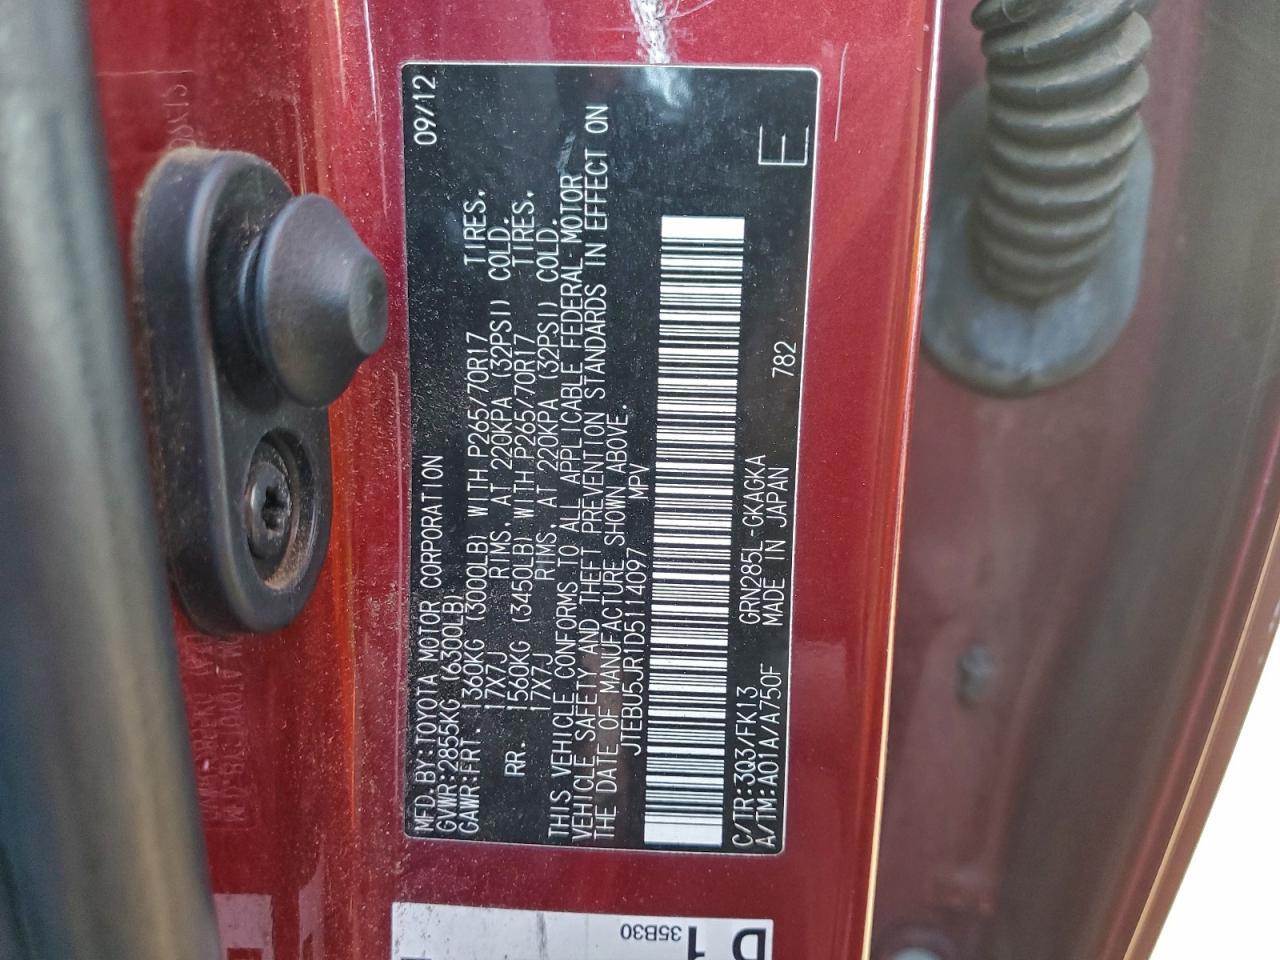 MFD.BY:TOYOTA MOTOR CORPORATION 09/12
GVWR:2855KG (6300LB)
GAWR:FRT. 1360KG (3000LB) WITH P265/70R17 TIRES,
17X7J RIMS, AT 220KPA (32PSI) COLD.
RR. 1560KG (3450LB) WITH P265/70R17 TIRES,
17X7J RIMS, AT 220KPA (32PSI) COLD.
THIS VEHICLE CONFORMS TO ALL APPLICABLE FEDERAL MOTOR
VEHICLE SAFETY AND THEFT PREVENTION STANDARDS IN EFFECT ON
THE DATE OF MANUFACTURE SHOWN ABOVE.
JTEBU5JR1D5114097 MPV
C/TR:3Q3/FK13 GRN285L-GKAGKA 782 E
A/TM:A01A/A750F MADE IN JAPAN
35B30
D1